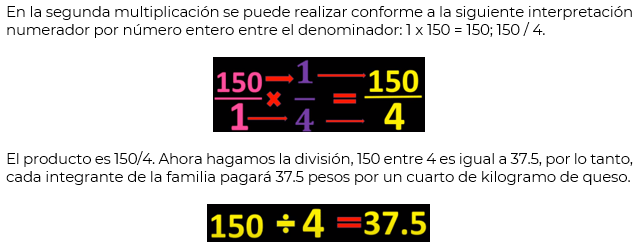 En la segunda multiplicación se puede realizar conforme a la siguiente interpretación
numerador por número entero entre el denominador: 1 x 150 = 150; 150 / 4.
150/1 × 1/4 = 150/4
El producto es 150/4. Ahora hagamos la división, 150 entre 4 es igual a 37.5, por lo tanto,
cada integrante de la familia pagará 37.5 pesos por un cuarto de kilogramo de queso.
150 ÷ 4 = 37.5